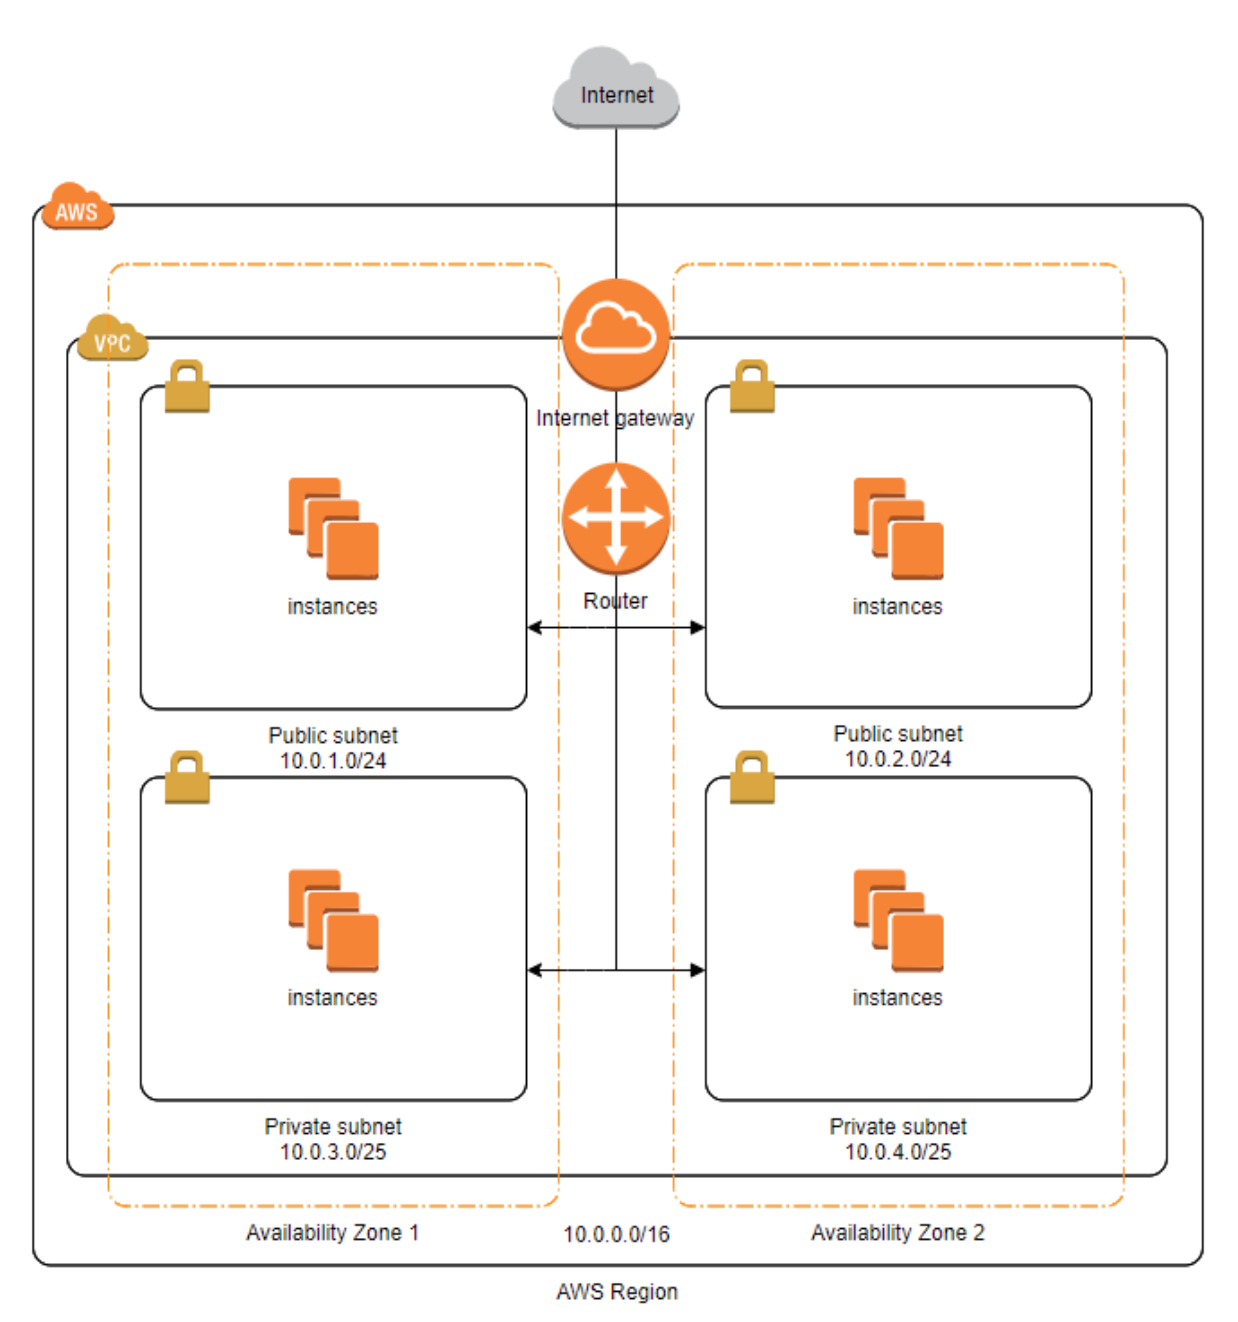 Internet
AWS
VPC
Internet gateway
instances
Router
instances
Public subnet
10.0.1.0/24
Public subnet
10.0.2.0/24
instances
instances
Private subnet
10.0.3.0/25
Private subnet
10.0.4.0/25
Availability Zone 1
10.0.0.0/16
Availability Zone 2
AWS Region